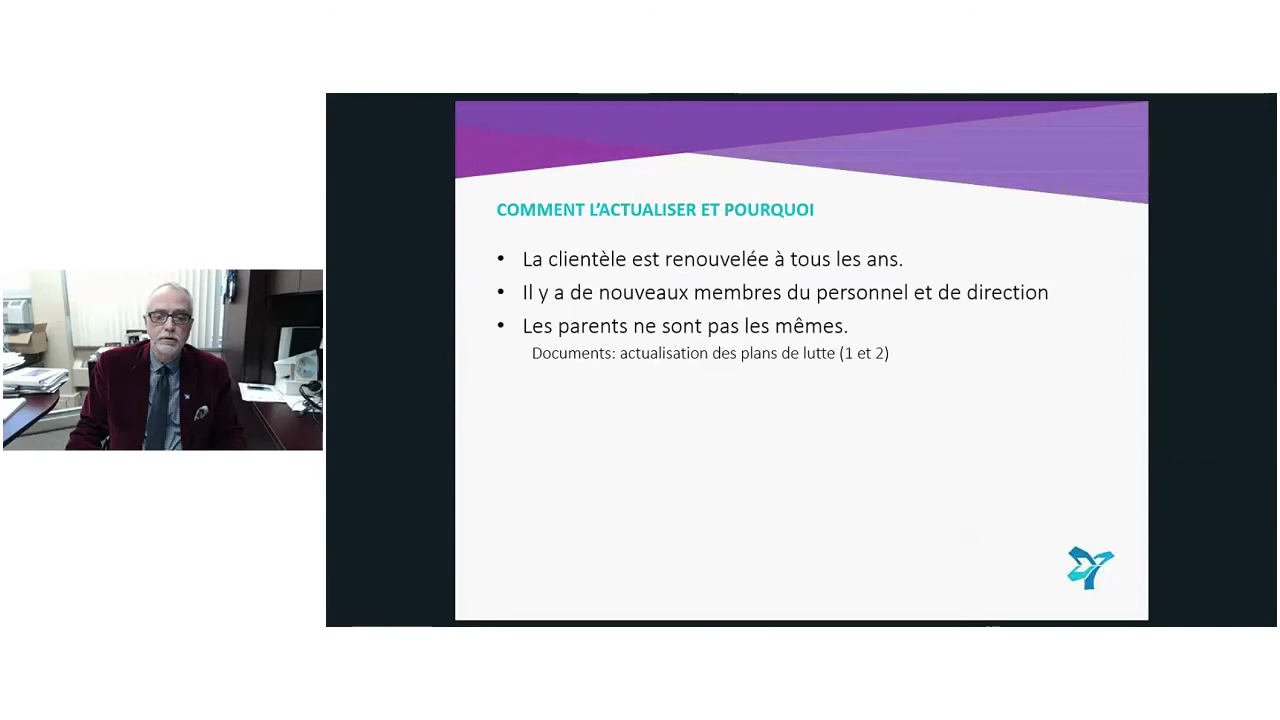 COMMENT L'ACTUALISER ET POURQUOI
• La clientèle est renouvelée à tous les ans.
• Il y a de nouveaux membres du personnel et de direction
• Les parents ne sont pas les mêmes.
Documents: actualisation des plans de lutte (1 et 2)